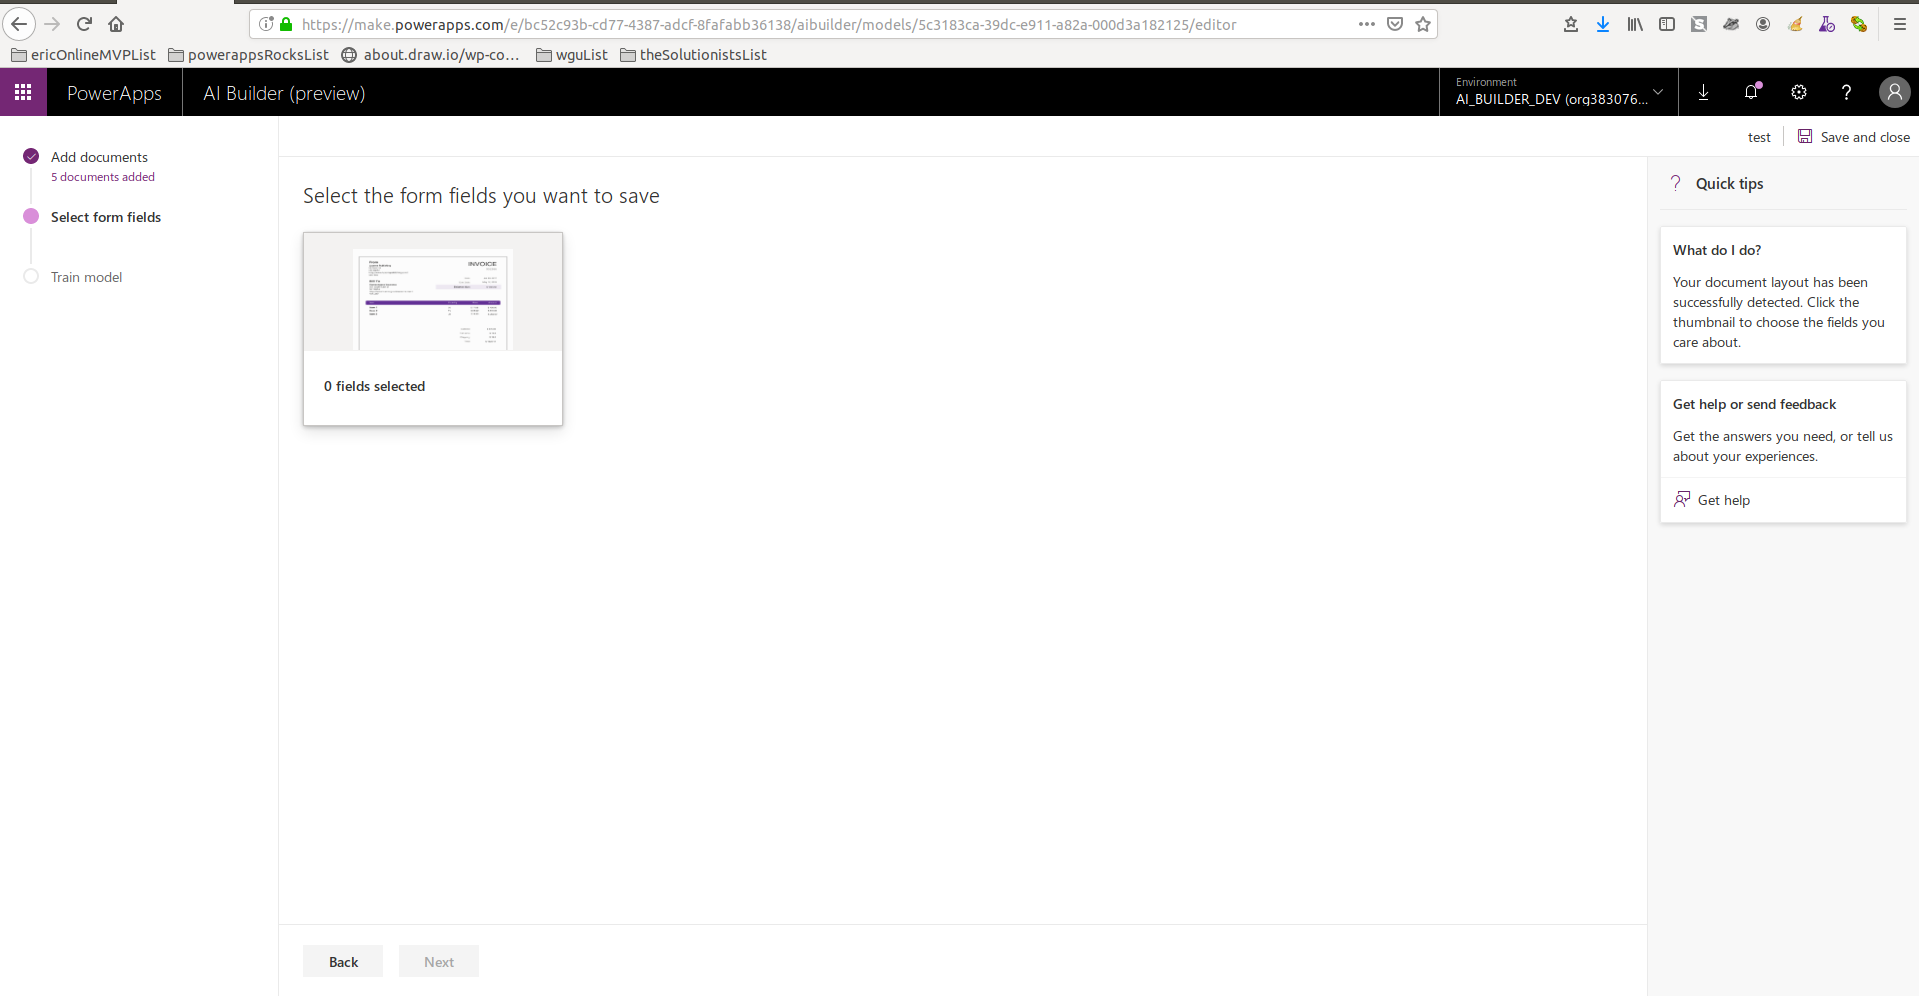 https://make.powerapps.com/e/bc52c93b-cd77-4387-adcf-8fafabb36138/aibuilder/models/5c3183ca-39dc-e911-a82a-000d3a182125/editor
ericOnlineMVPList powerappsRocksList about.draw.io/wp-co... wguList theSolutionistsList
PowerApps AI Builder (preview)
Environment
AI_BUILDER_DEV (org383076...
test Save and close
Add documents
5 documents added
Select form fields
Train model
Select the form fields you want to save
INVOICE
0 fields selected
Back Next
? Quick tips
What do I do?
Your document layout has been
successfully detected. Click the
thumbnail to choose the fields you
care about.
Get help or send feedback
Get the answers you need, or tell us
about your experiences.
Get help